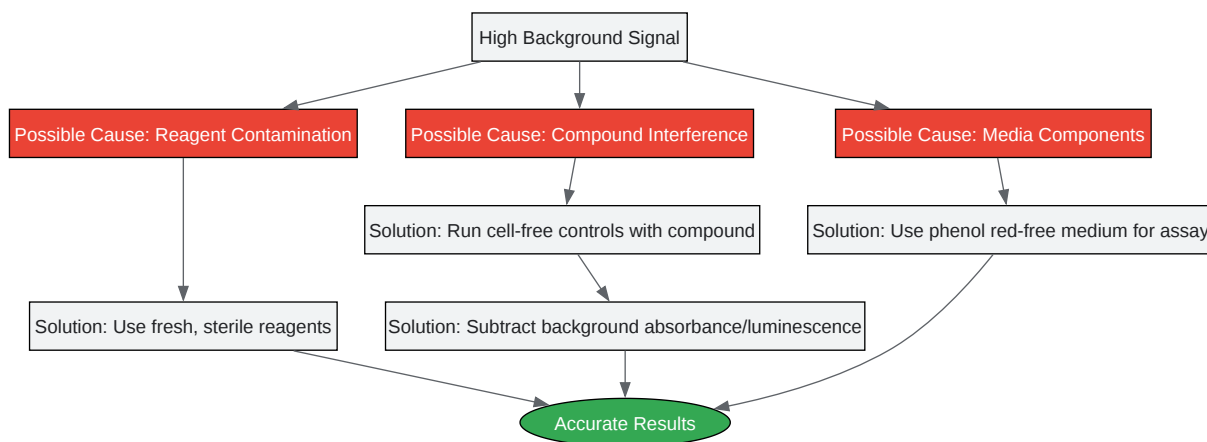 High Background Signal
Possible Cause: Reagent Contamination
Possible Cause: Compound Interference
Possible Cause: Media Components
Solution: Run cell-free controls with compound
Solution: Use phenol red-free medium for assay
Solution: Use fresh, sterile reagents
Solution: Subtract background absorbance/luminescence
Accurate Results